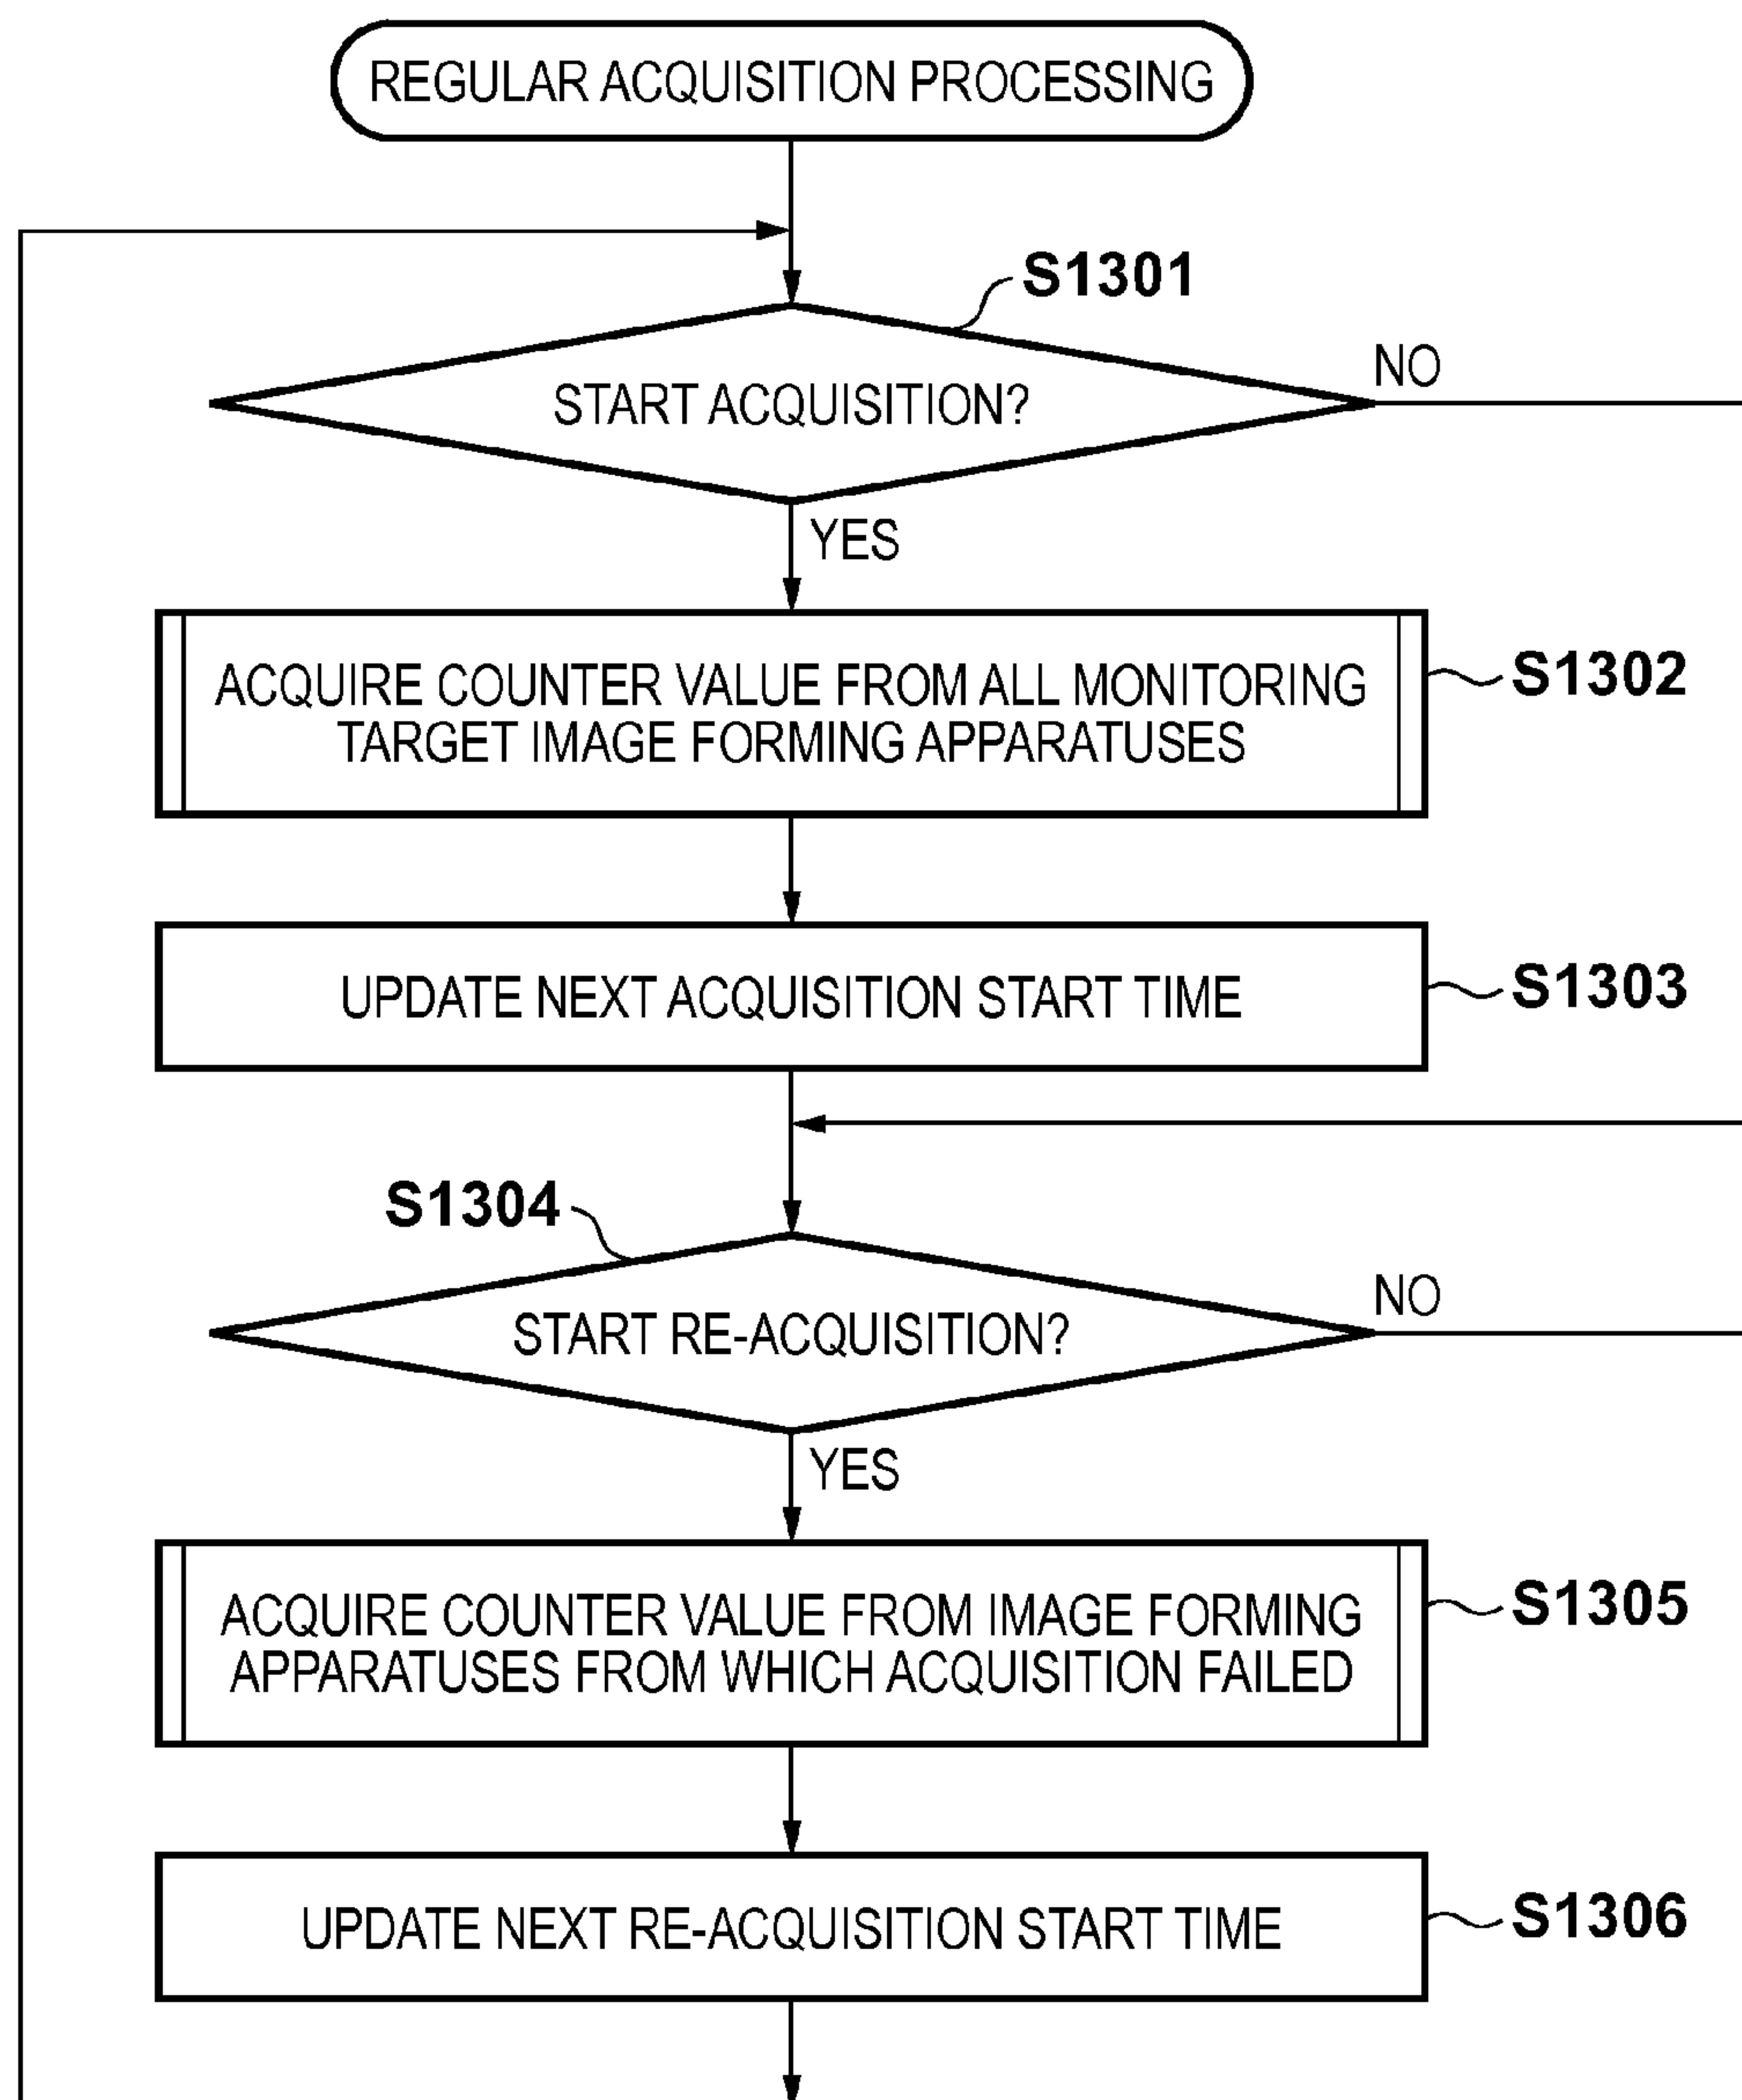 REGULAR ACQUISITION PROCESSING
S1301
START ACQUISITION?
NO
YES
ACQUIRE COUNTER VALUE FROM ALL MONITORING
TARGET IMAGE FORMING APPARATUSES
S1302
UPDATE NEXT ACQUISITION START TIME
S1303
S1304
START RE-ACQUISITION?
NO
YES
ACQUIRE COUNTER VALUE FROM IMAGE FORMING
APPARATUSES FROM WHICH ACQUISITION FAILED
S1305
UPDATE NEXT RE-ACQUISITION START TIME
S1306